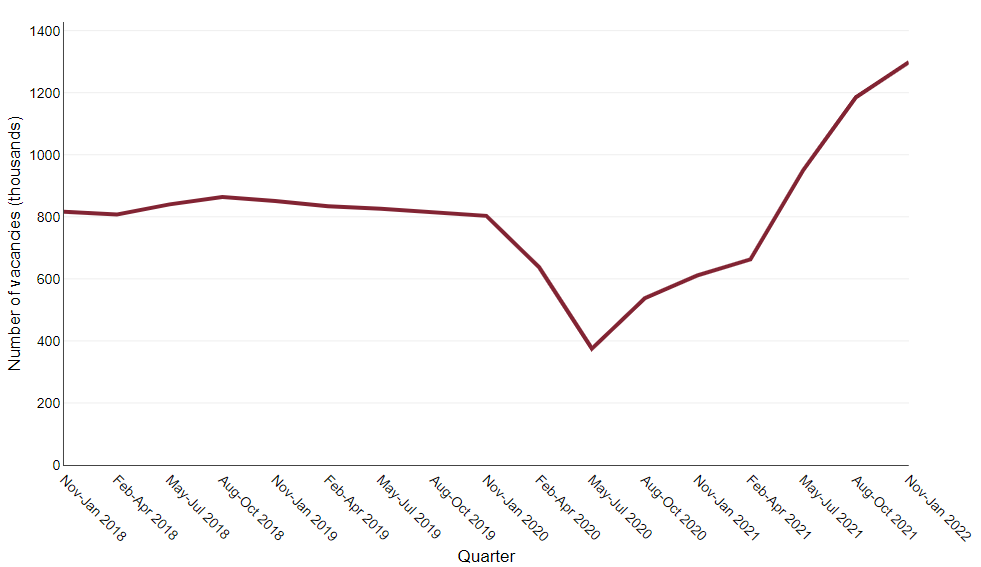 1400
1200
1000
800
600
400
200
0
Number of vacancies (thousands)
Nov-Jan 2018
Feb-Apr 2018
May-Jul 2018
Aug-Oct 2018
Nov-Jan 2019
Feb-Apr 2019
May-Jul 2019
Aug-Oct 2019
Nov-Jan 2020
Feb-Apr 2020
May-Jul 2020
Aug-Oct 2020
Nov-Jan 2021
Feb-Apr 2021
May-Jul 2021
Aug-Oct 2021
Nov-Jan 2022
Quarter